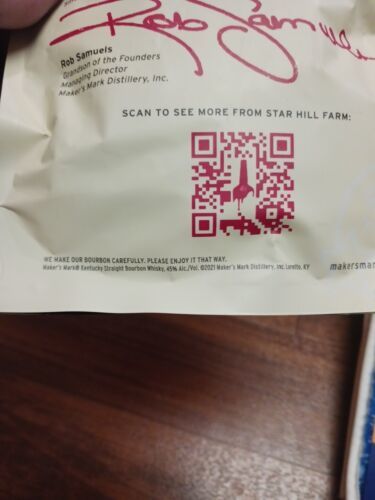 Rob Samuels
Rob Samuels
Grandson of the Founders
Managing Director
Maker's Mark Distillery, Inc.
SCAN TO SEE MORE FROM STAR HILL FARM:
WE MAKE OUR BOURBON CAREFULLY. PLEASE ENJOY IT THAT WAY.
Maker's Mark® Kentucky Straight Bourbon Whisky, 45% Alc./Vol. ©2021 Maker's Mark Distillery, Inc. Loretto, KY
makersmar